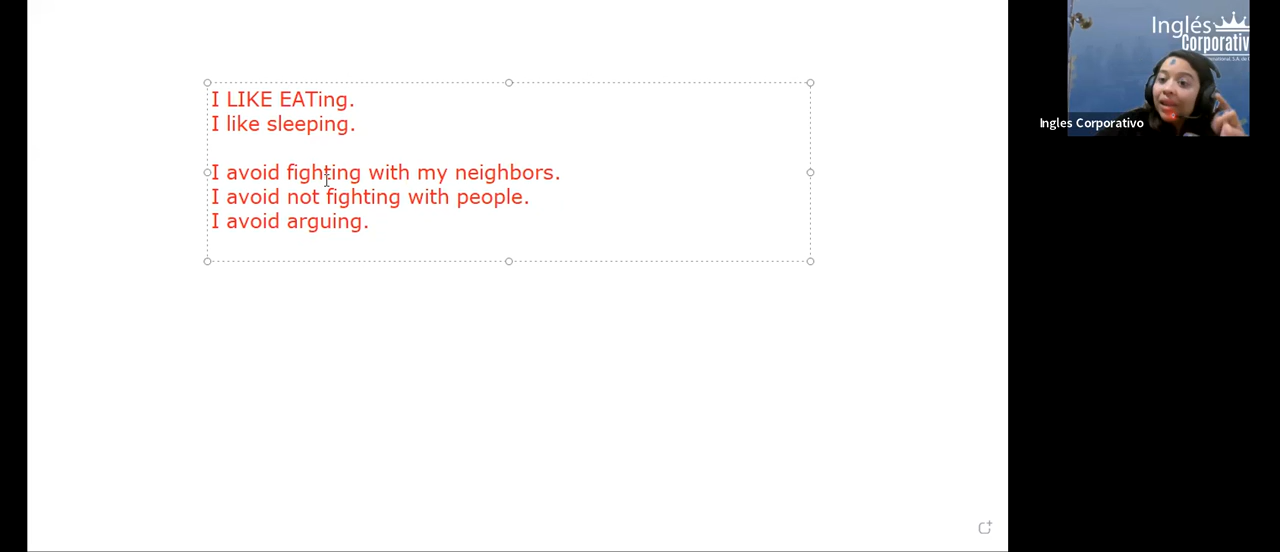 I LIKE EATing.
I like sleeping.
I avoid fighting with my neighbors.
I avoid not fighting with people.
I avoid arguing.
Inglés
Corporativ
Ingles Corporativo